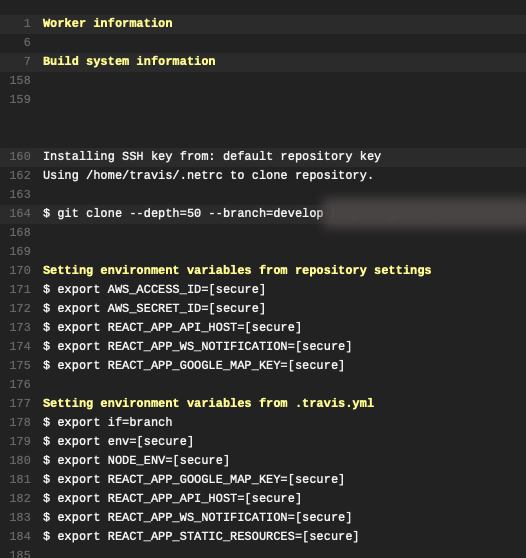 1 Worker information
6
7 Build system information
158
159
160 Installing SSH key from: default repository key
162 Using /home/travis/.netrc to clone repository.
163
164 $ git clone --depth=50 --branch=develop
168
169
170 Setting environment variables from repository settings
171 $ export AWS_ACCESS_ID=[secure]
172 $ export AWS_SECRET_ID=[secure]
173 $ export REACT_APP_API_HOST=[secure]
174 $ export REACT_APP_WS_NOTIFICATION=[secure]
175 $ export REACT_APP_GOOGLE_MAP_KEY=[secure]
176
177 Setting environment variables from .travis.yml
178 $ export if=branch
179 $ export env=[secure]
180 $ export NODE_ENV=[secure]
181 $ export REACT_APP_GOOGLE_MAP_KEY=[secure]
182 $ export REACT_APP_API_HOST=[secure]
183 $ export REACT_APP_WS_NOTIFICATION=[secure]
184 $ export REACT_APP_STATIC_RESOURCES=[secure]
185